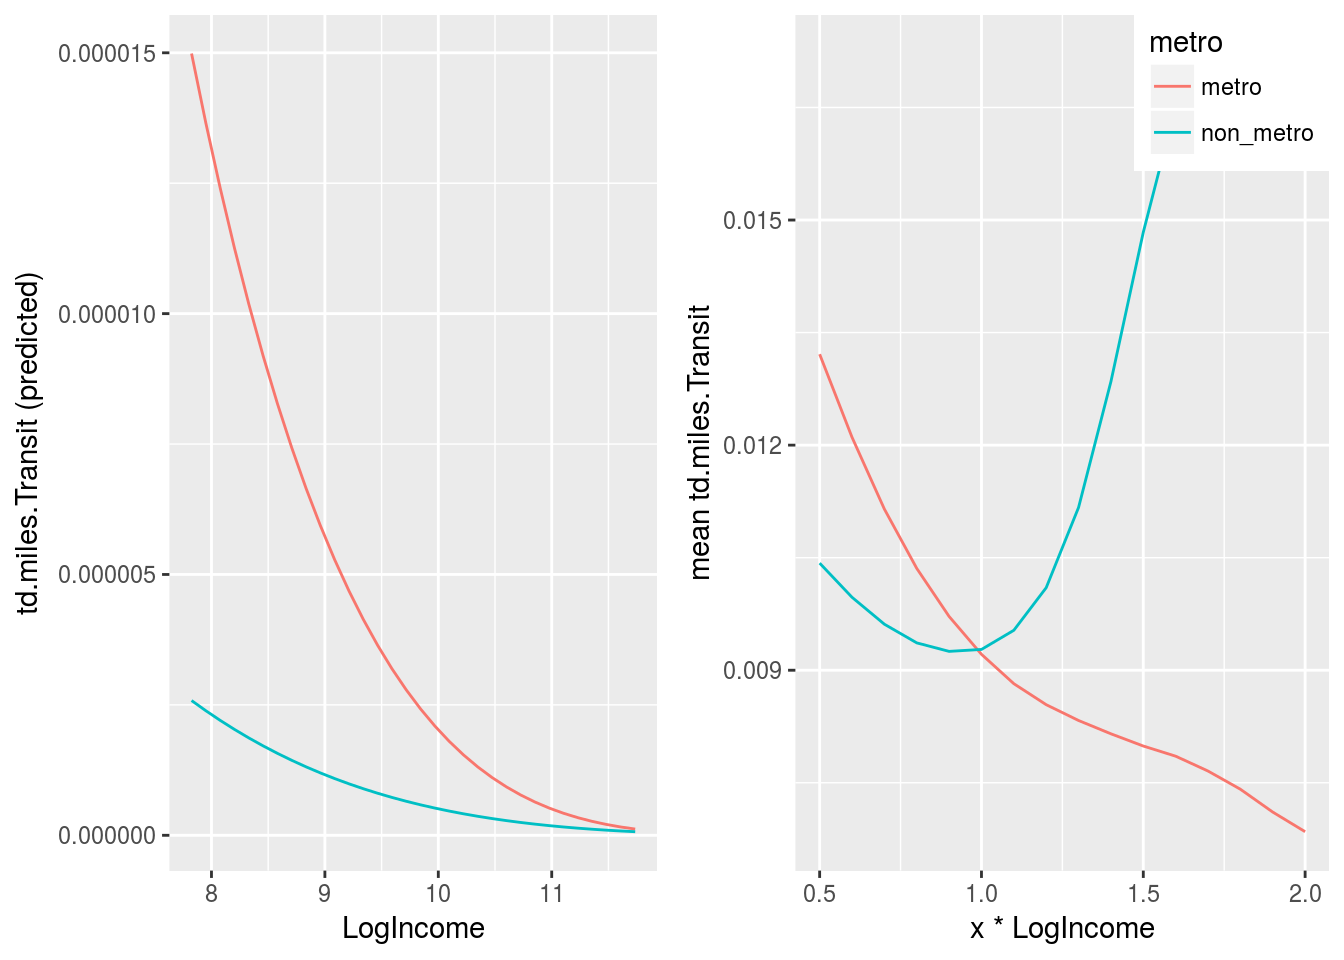 td.miles.Transit (predicted)
0.000015
0.000010
0.000005
0.000000
8 9 10 11
LogIncome
mean td.miles.Transit
0.015
0.012
0.009
0.5 1.0 1.5 2.0
x * LogIncome
metro
metro
non_metro